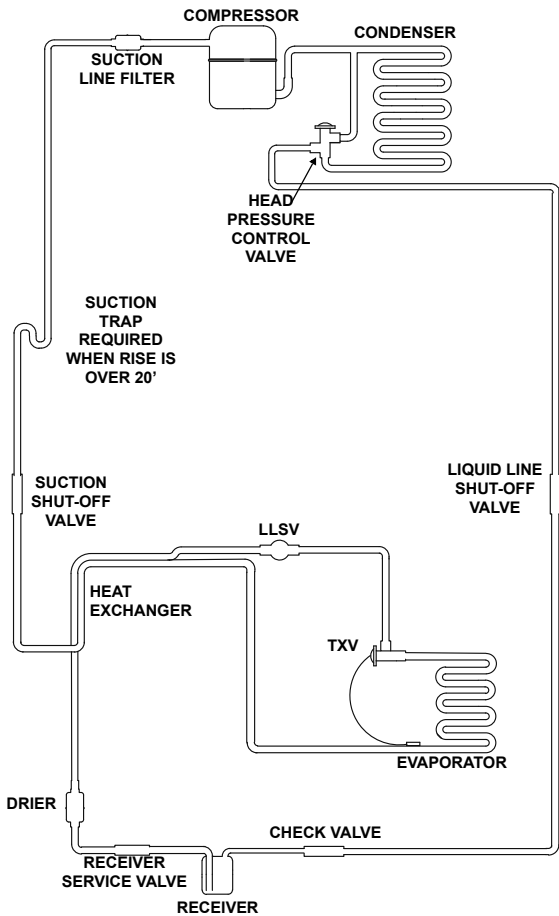 COMPRESSOR
CONDENSER
SUCTION
LINE FILTER
HEAD
PRESSURE
CONTROL
VALVE
SUCTION
TRAP
REQUIRED
WHEN RISE IS
OVER 20'
SUCTION
SHUT-OFF
VALVE
LIQUID LINE
SHUT-OFF
VALVE
LLSV
HEAT
EXCHANGER
TXV
EVAPORATOR
DRIER
CHECK VALVE
RECEIVER
SERVICE VALVE
RECEIVER